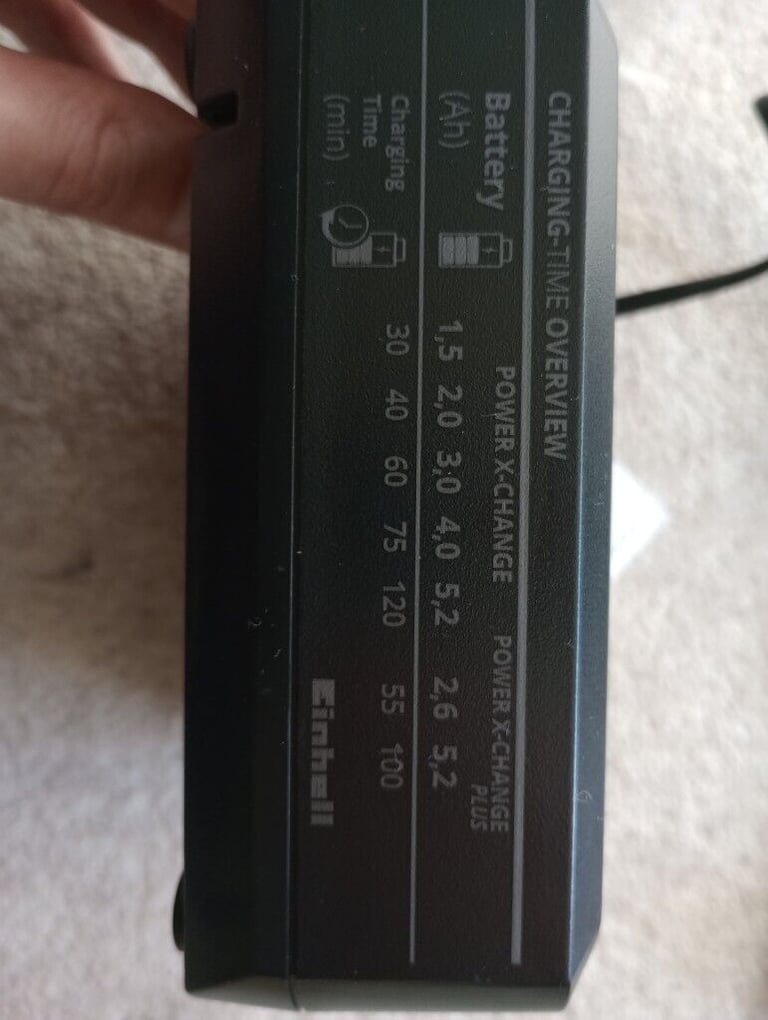 CHARGING-TIME OVERVIEW
POWER X-CHANGE POWER X-CHANGE
PLUS
Battery
(Ah) 1,5 2,0 3,0 4,0 5,2 2,6 5,2
Charging
Time
(min) 30 40 60 75 120 55 100
Einhell